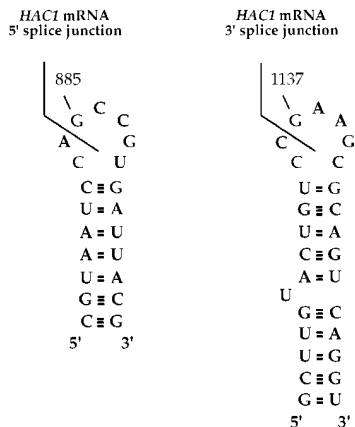 HAC1 mRNA
5' splice junction
885
C
G C
A G
C U
C ≡ G
U = A
A = U
A = U
U = A
G ≡ C
C ≡ G
5' 3'
HAC1 mRNA
3' splice junction
1137
A
G A
C G
C C
U = G
G ≡ C
U = A
C ≡ G
A = U
U
G ≡ C
U = A
U = G
C ≡ G
G = U
5' 3'